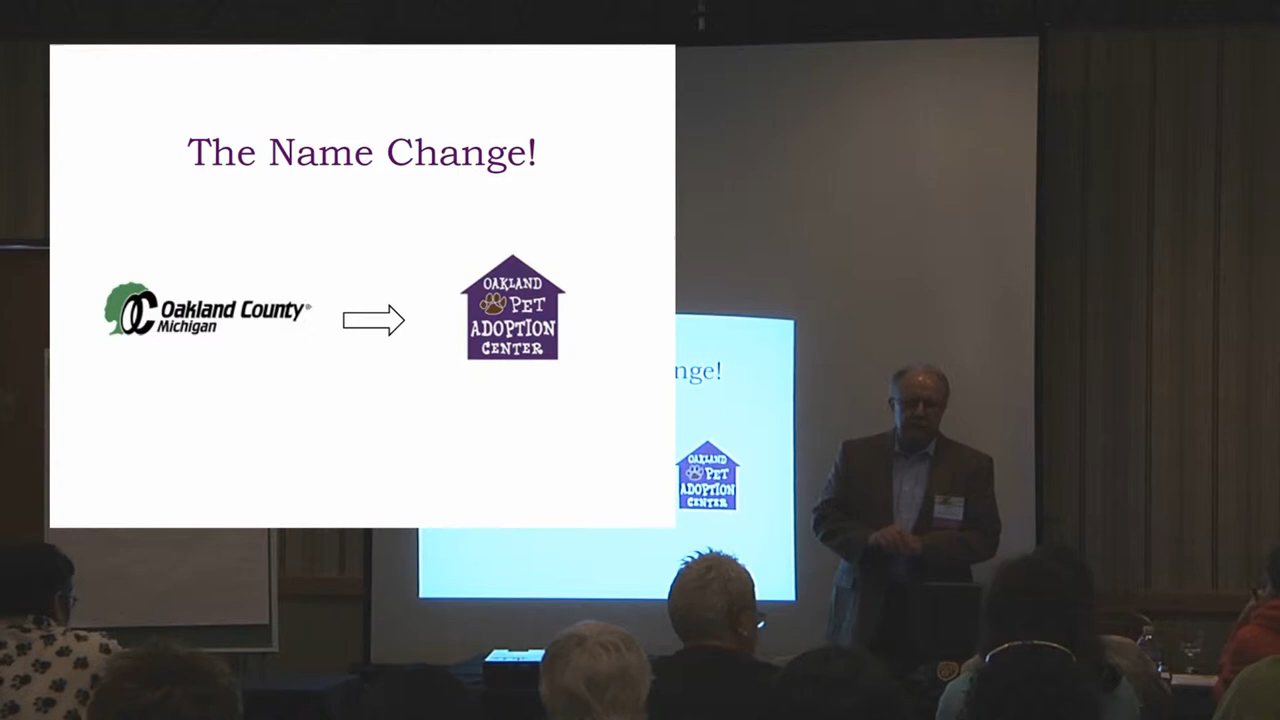 The Name Change!
Oakland County®
Michigan
OAKLAND
PET
ADOPTION
CENTER
nge!
OAKLAND
PET
ADOPTION
CENTER